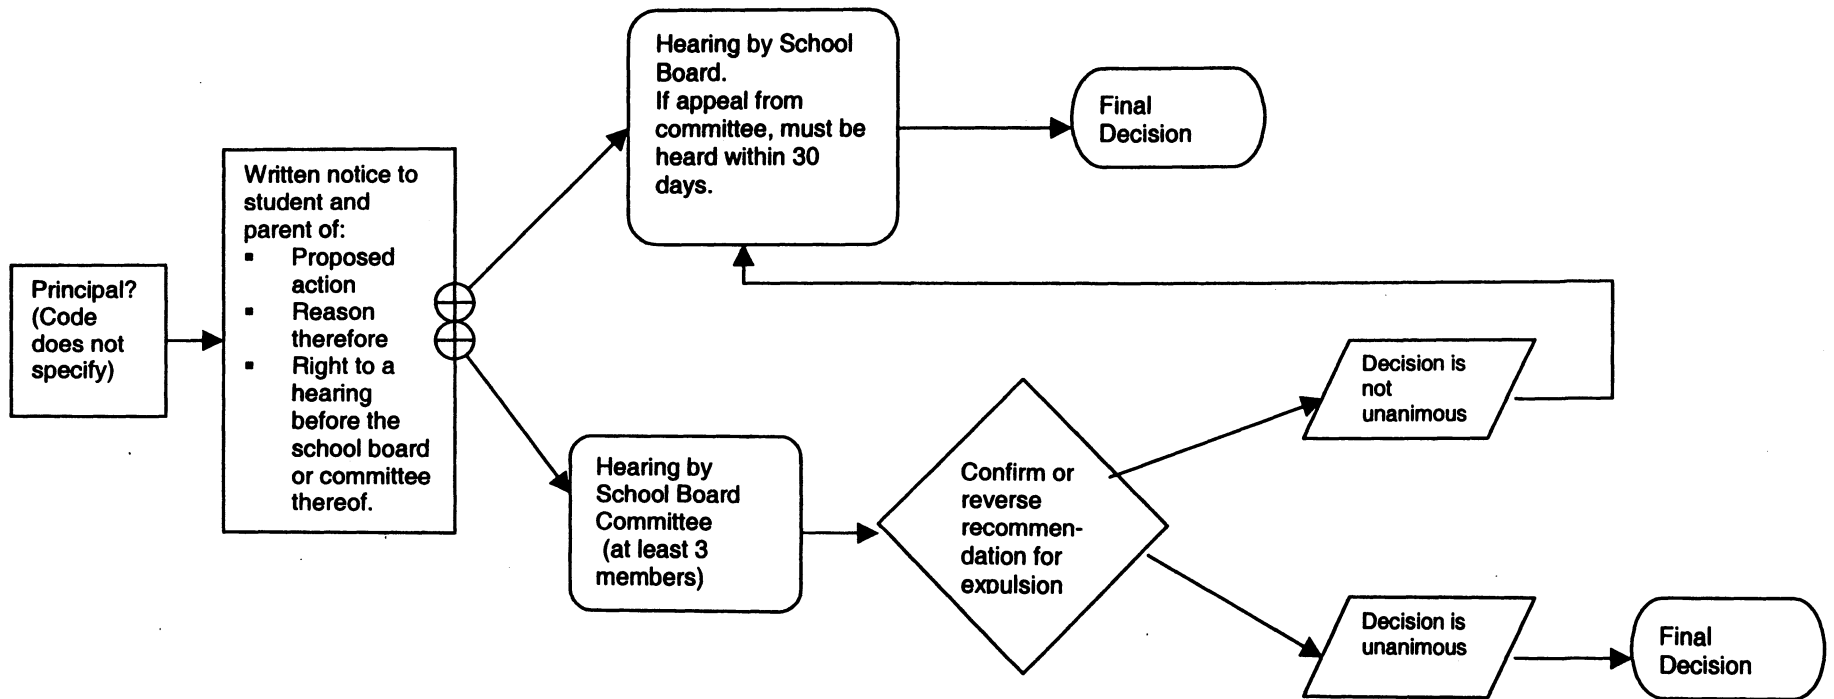 Principal?
(Code
does not
specify)
Written notice to
student and
parent of:
▪ Proposed
action
▪ Reason
therefore
▪ Right to a
hearing
before the
school board
or committee
thereof.
Hearing by School
Board.
If appeal from
committee, must be
heard within 30
days.
Final
Decision
Hearing by
School Board
Committee
(at least 3
members)
Confirm or
reverse
recommen-
dation for
expulsion
Decision is
not
unanimous
Decision is
unanimous
Final
Decision